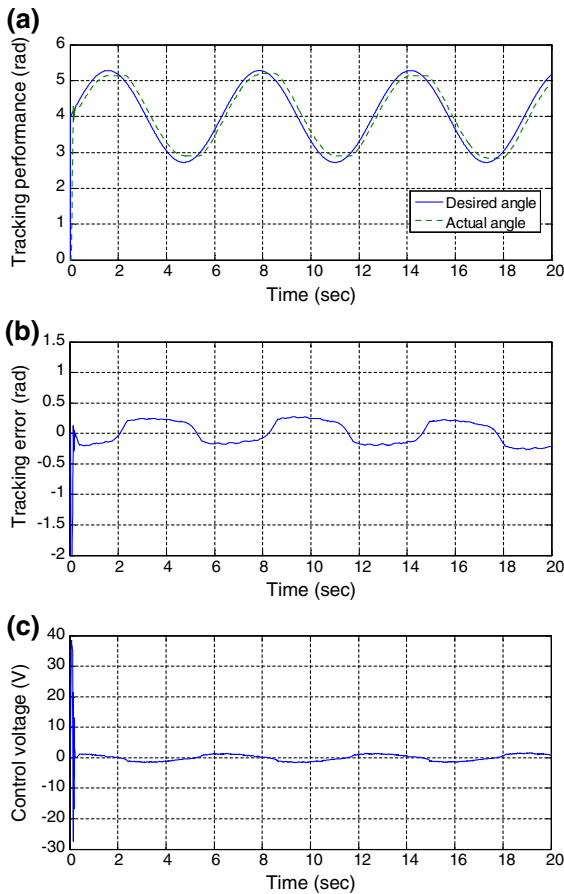 (a)
Tracking performance (rad)
6
5
4
3
2
1
0
Desired angle
Actual angle
0 2 4 6 8 10 12 14 16 18 20
Time (sec)
(b)
Tracking error (rad)
1.5
1
0.5
0
-0.5
-1
-1.5
-2
0 2 4 6 8 10 12 14 16 18 20
Time (sec)
(c)
Control voltage (V)
40
30
20
10
0
-10
-20
-30
0 2 4 6 8 10 12 14 16 18 20
Time (sec)